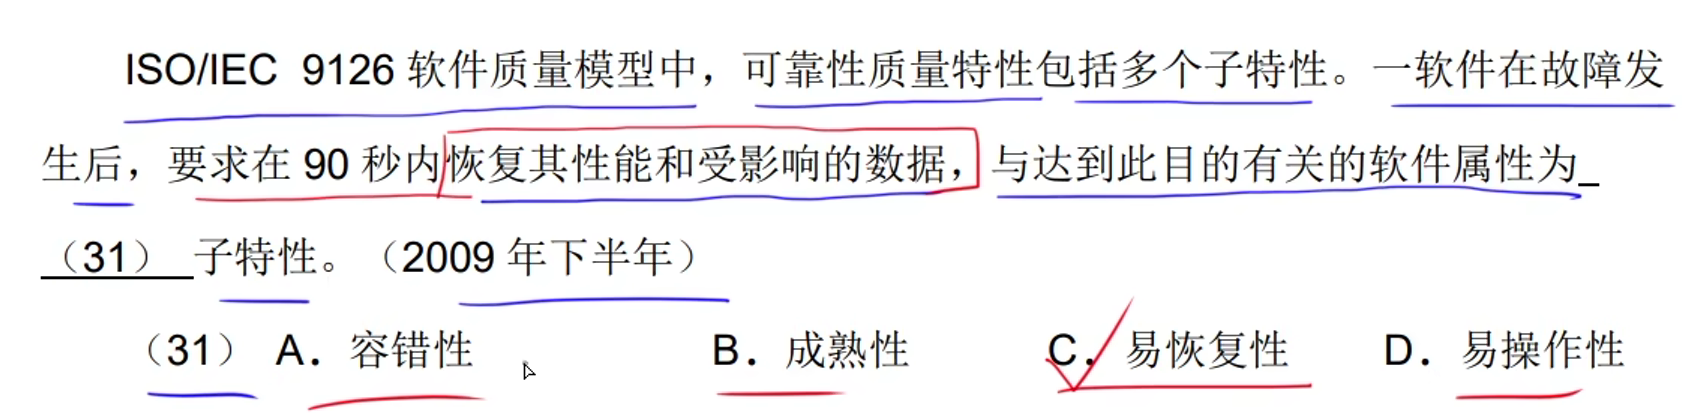 ISO/IEC 9126 软件质量模型中，可靠性质量特性包括多个子特性。一软件在故障发
生后，要求在 90 秒内恢复其性能和受影响的数据，与达到此目的有关的软件属性为_
（31） 子特性。（2009 年下半年）
（31） A．容错性 B．成熟性 C．易恢复性 D．易操作性